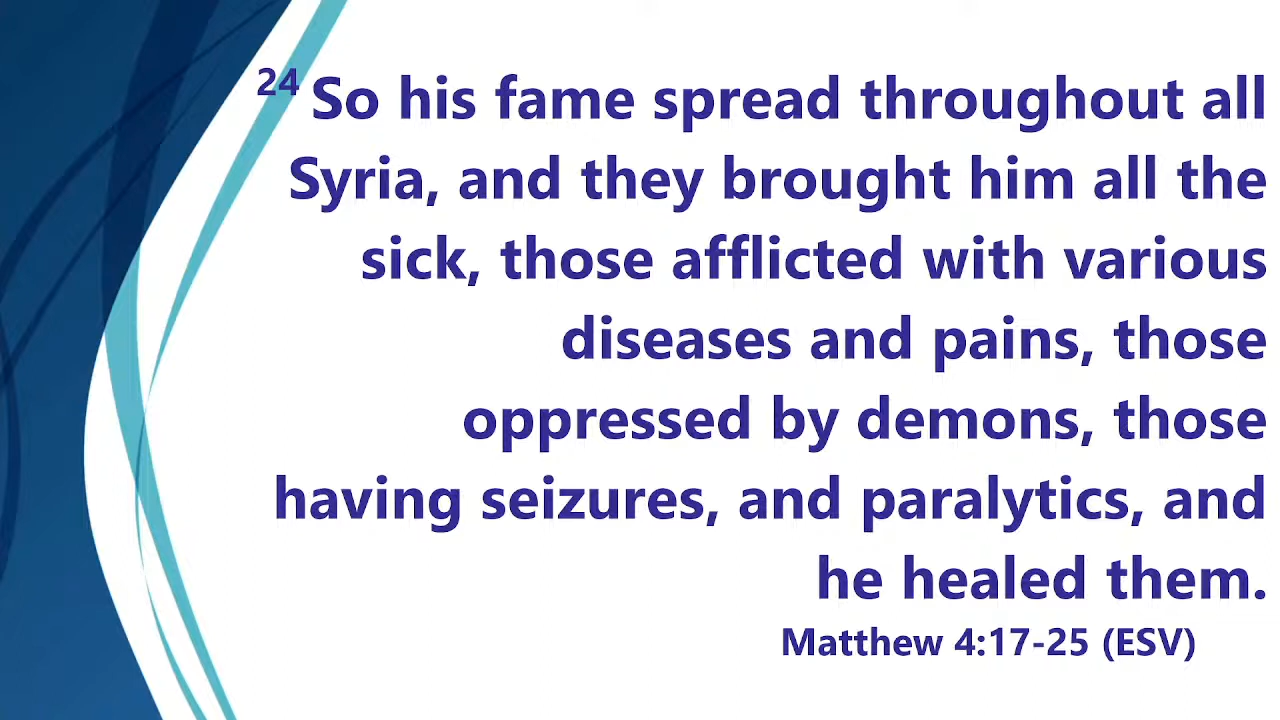 24 So his fame spread throughout all
Syria, and they brought him all the
sick, those afflicted with various
diseases and pains, those
oppressed by demons, those
having seizures, and paralytics, and
he healed them.
Matthew 4:17-25 (ESV)